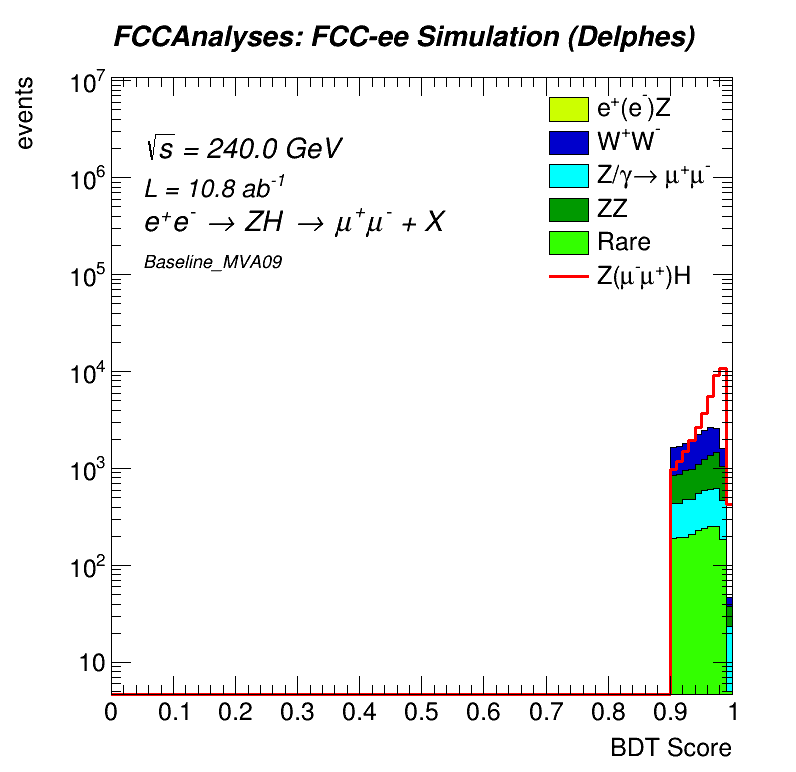 FCCAnalyses: FCC-ee Simulation (Delphes)
events
10⁷
10⁶
10⁵
10⁴
10³
10²
10
√s = 240.0 GeV
L = 10.8 ab⁻¹
e⁺e⁻ → ZH → μ⁺μ⁻ + X
Baseline_MVA09
e⁺(e⁻)Z
W⁺W⁻
Z/γ→ μ⁺μ⁻
ZZ
Rare
Z(μ⁻μ⁺)H
0 0.1 0.2 0.3 0.4 0.5 0.6 0.7 0.8 0.9 1
BDT Score